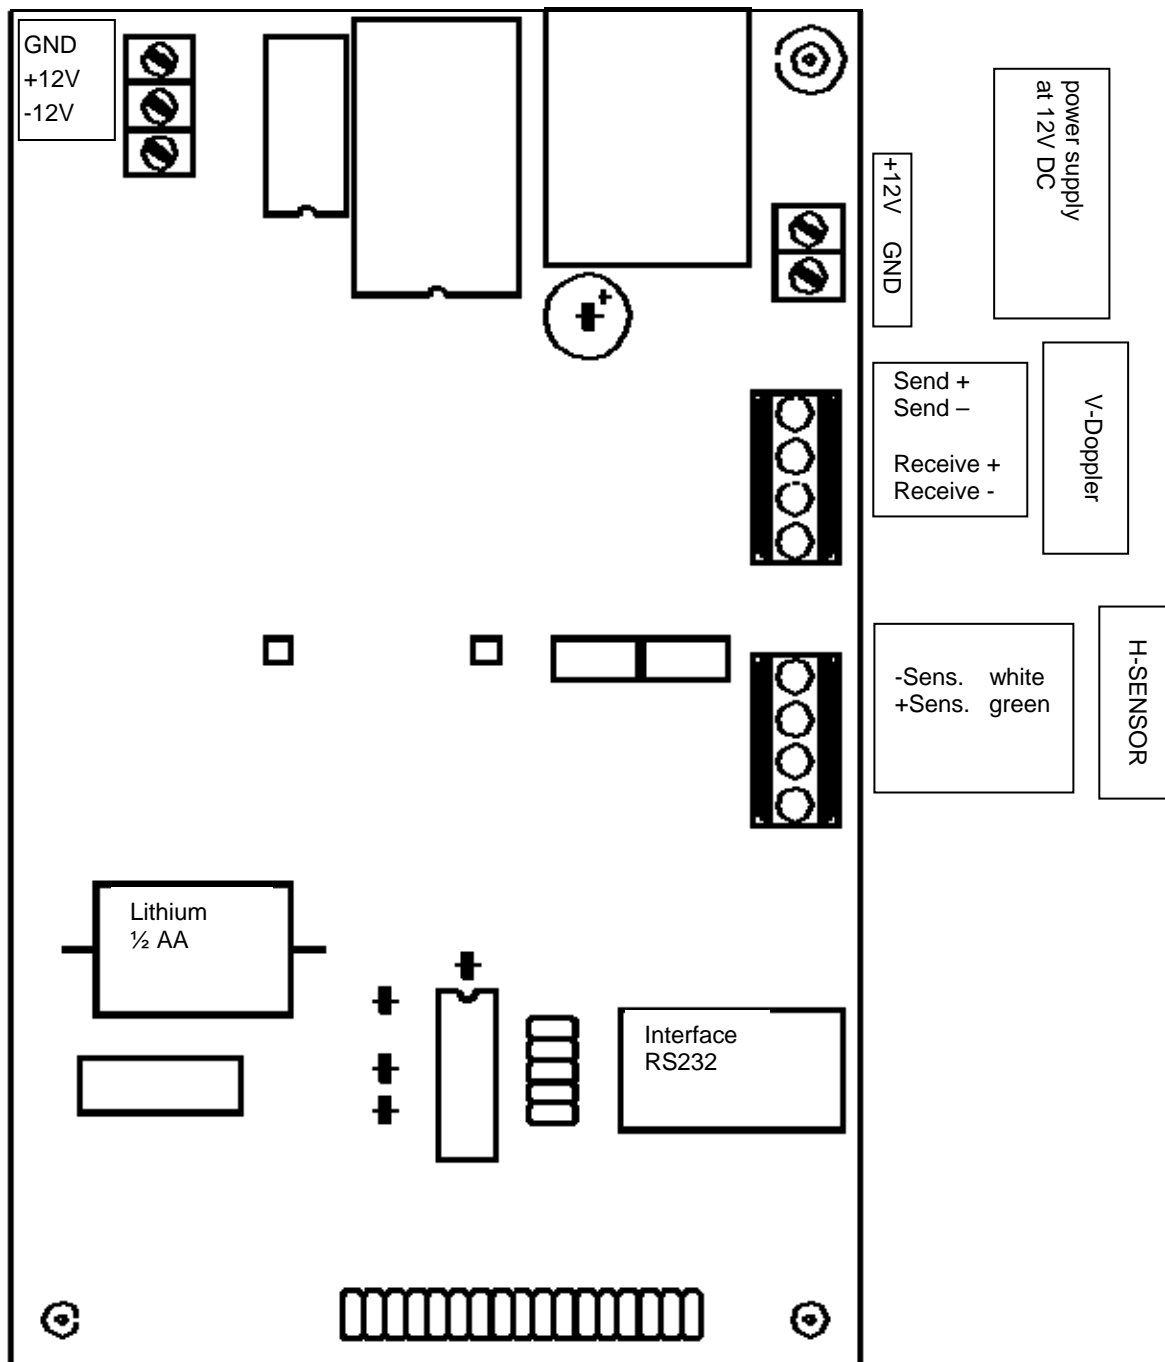 GND
+12V
-12V
power supply
at 12V DC
+12V GND
Send +
Send –
Receive +
Receive -
V-Doppler
-Sens. white
+Sens. green
H-SENSOR
Lithium
½ AA
Interface
RS232